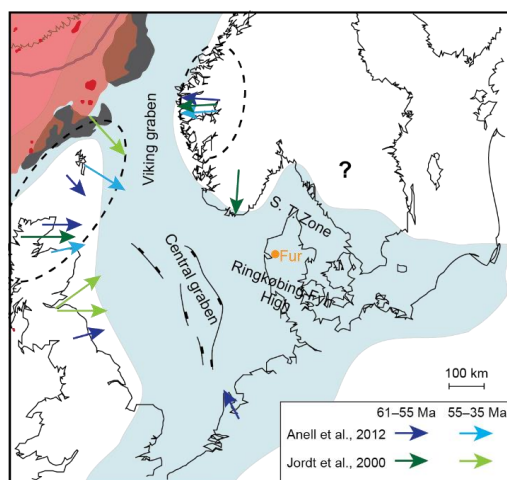 Viking graben
?
S. T. Zone
Fur
Central graben
Ringkøbing Fyn
High
100 km
61–55 Ma 55–35 Ma
Anell et al., 2012
Jordt et al., 2000